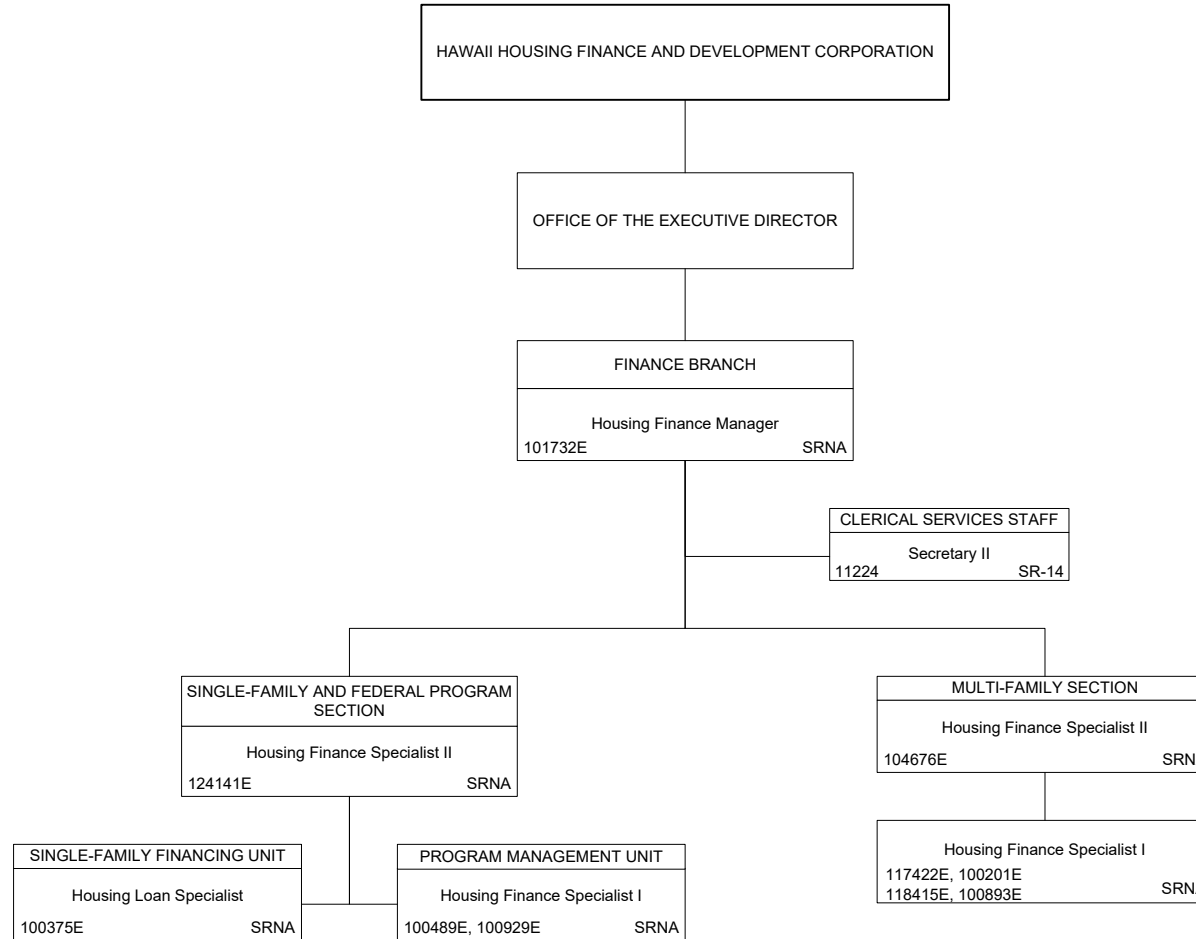 HAWAII HOUSING FINANCE AND DEVELOPMENT CORPORATION
OFFICE OF THE EXECUTIVE DIRECTOR
FINANCE BRANCH
Housing Finance Manager
101732E SRNA
CLERICAL SERVICES STAFF
Secretary II
11224 SR-14
SINGLE-FAMILY AND FEDERAL PROGRAM
SECTION
Housing Finance Specialist II
124141E SRNA
MULTI-FAMILY SECTION
Housing Finance Specialist II
104676E SRN
SINGLE-FAMILY FINANCING UNIT
Housing Loan Specialist
100375E SRNA
PROGRAM MANAGEMENT UNIT
Housing Finance Specialist I
100489E, 100929E SRNA
Housing Finance Specialist I
117422E, 100201E
118415E, 100893E SRNA